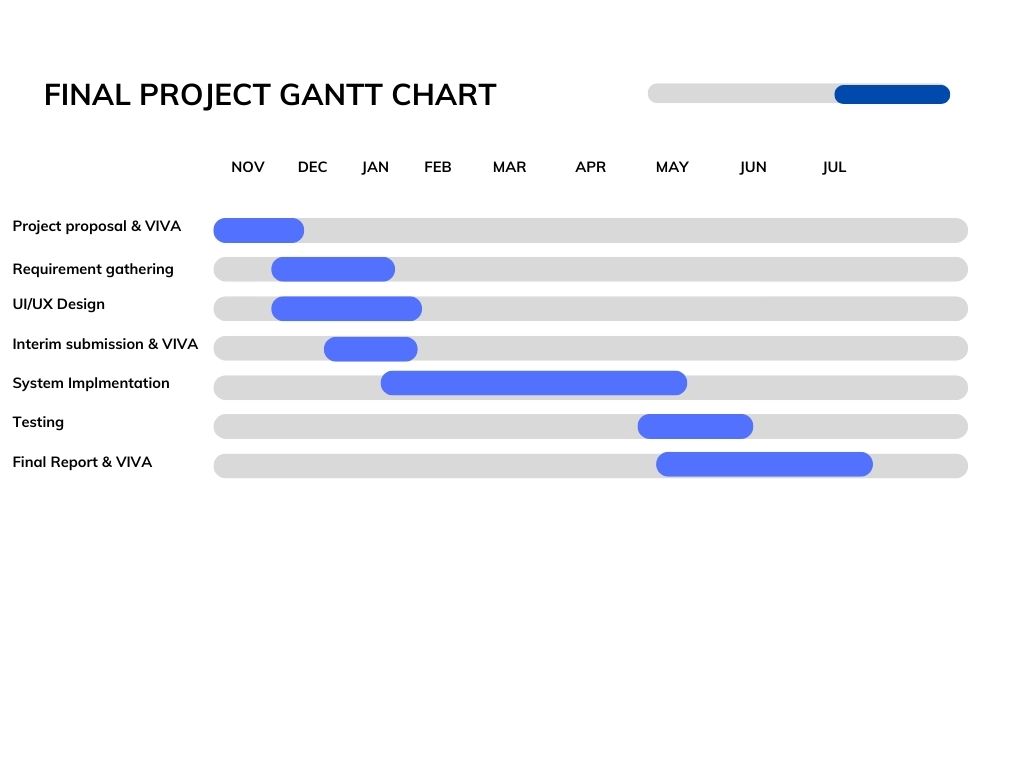 FINAL PROJECT GANTT CHART
NOV DEC JAN FEB MAR APR MAY JUN JUL
Project proposal & VIVA
Requirement gathering
UI/UX Design
Interim submission & VIVA
System Implmentation
Testing
Final Report & VIVA